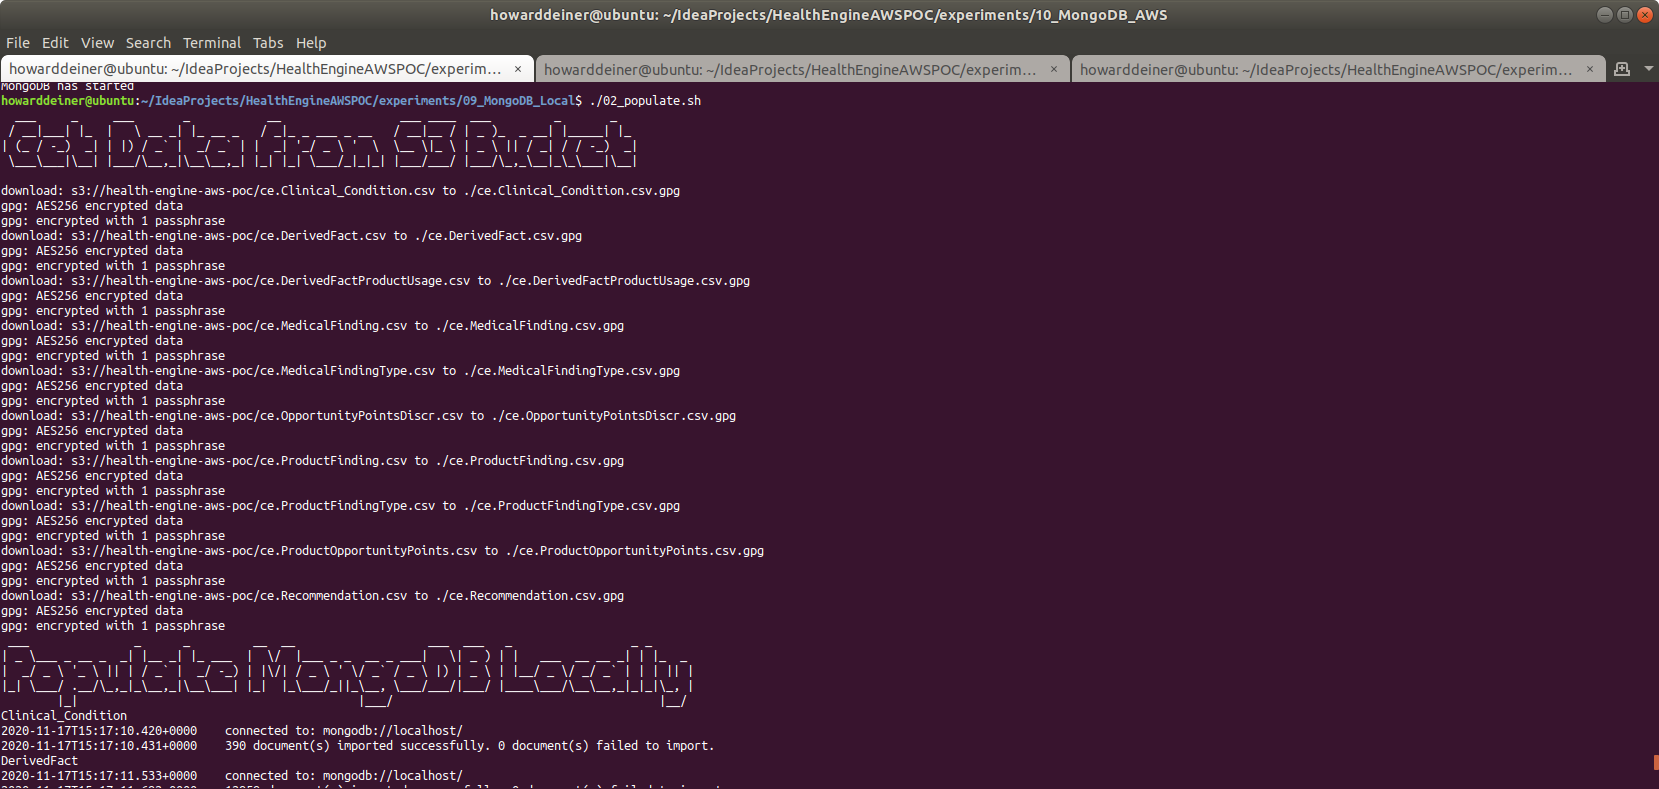 howarddeiner@ubuntu: ~/IdeaProjects/HealthEngineAWSPOC/experiments/10_MongoDB_AWS
File Edit View Search Terminal Tabs Help
howarddeiner@ubuntu: ~/IdeaProjects/HealthEngineAWSPOC/experim... × howarddeiner@ubuntu: ~/IdeaProjects/HealthEngineAWSPOC/experim... × howarddeiner@ubuntu: ~/IdeaProjects/HealthEngineAWSPOC/experim... ×
MongoDB has started
howarddeiner@ubuntu:~/IdeaProjects/HealthEngineAWSPOC/experiments/09_MongoDB_Local$ ./02_populate.sh
Get Data from S3 Bucket
download: s3://health-engine-aws-poc/ce.Clinical_Condition.csv to ./ce.Clinical_Condition.csv.gpg
gpg: AES256 encrypted data
gpg: encrypted with 1 passphrase
download: s3://health-engine-aws-poc/ce.DerivedFact.csv to ./ce.DerivedFact.csv.gpg
gpg: AES256 encrypted data
gpg: encrypted with 1 passphrase
download: s3://health-engine-aws-poc/ce.DerivedFactProductUsage.csv to ./ce.DerivedFactProductUsage.csv.gpg
gpg: AES256 encrypted data
gpg: encrypted with 1 passphrase
download: s3://health-engine-aws-poc/ce.MedicalFinding.csv to ./ce.MedicalFinding.csv.gpg
gpg: AES256 encrypted data
gpg: encrypted with 1 passphrase
download: s3://health-engine-aws-poc/ce.MedicalFindingType.csv to ./ce.MedicalFindingType.csv.gpg
gpg: AES256 encrypted data
gpg: encrypted with 1 passphrase
download: s3://health-engine-aws-poc/ce.OpportunityPointsDiscr.csv to ./ce.OpportunityPointsDiscr.csv.gpg
gpg: AES256 encrypted data
gpg: encrypted with 1 passphrase
download: s3://health-engine-aws-poc/ce.ProductFinding.csv to ./ce.ProductFinding.csv.gpg
gpg: AES256 encrypted data
gpg: encrypted with 1 passphrase
download: s3://health-engine-aws-poc/ce.ProductFindingType.csv to ./ce.ProductFindingType.csv.gpg
gpg: AES256 encrypted data
gpg: encrypted with 1 passphrase
download: s3://health-engine-aws-poc/ce.ProductOpportunityPoints.csv to ./ce.ProductOpportunityPoints.csv.gpg
gpg: AES256 encrypted data
gpg: encrypted with 1 passphrase
download: s3://health-engine-aws-poc/ce.Recommendation.csv to ./ce.Recommendation.csv.gpg
gpg: AES256 encrypted data
gpg: encrypted with 1 passphrase
Populate MongoDB Locally
Clinical_Condition
2020-11-17T15:17:10.420+0000 connected to: mongodb://localhost/
2020-11-17T15:17:10.431+0000 390 document(s) imported successfully. 0 document(s) failed to import.
DerivedFact
2020-11-17T15:17:11.533+0000 connected to: mongodb://localhost/